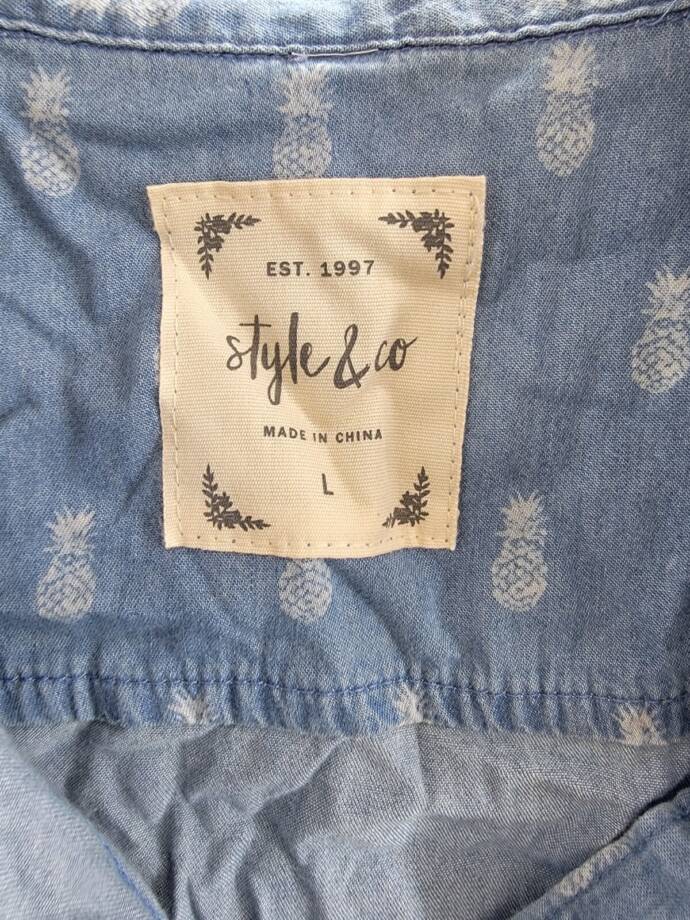 EST. 1997
style & co
MADE IN CHINA
L